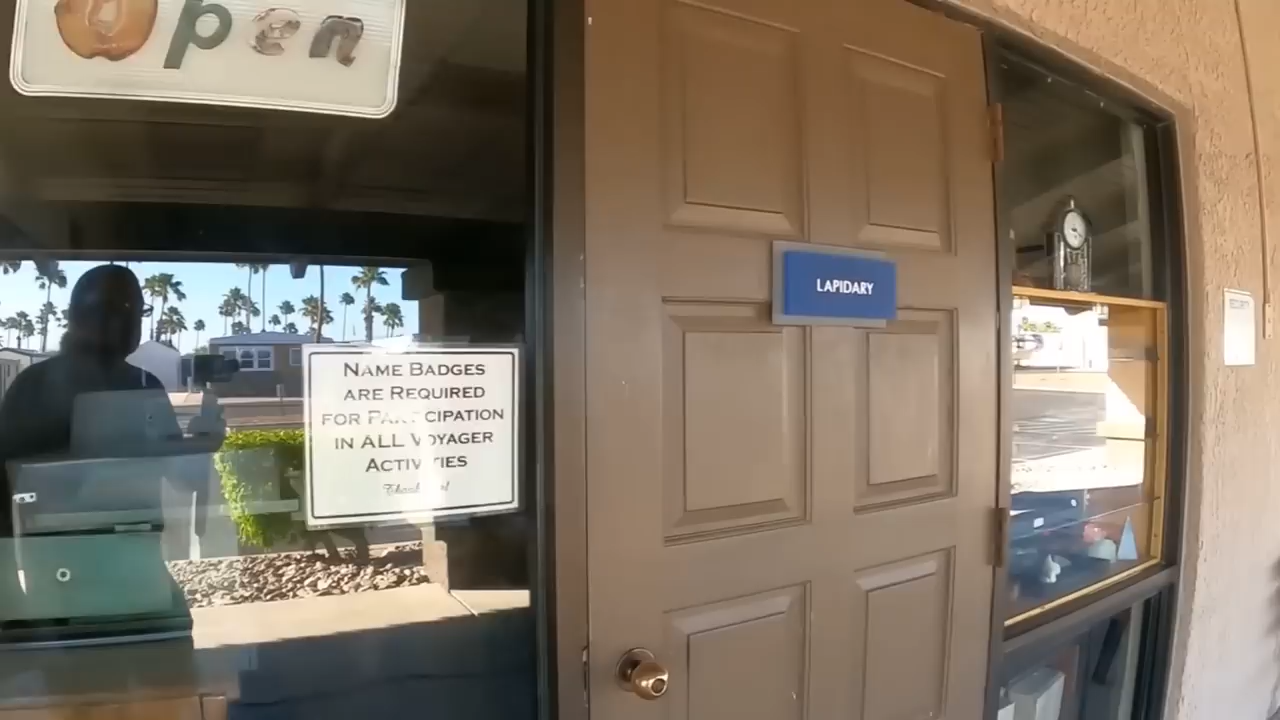 Open
NAME BADGES
ARE REQUIRED
FOR PARTICIPATION
IN ALL VOYAGER
ACTIVITIES
LAPIDARY